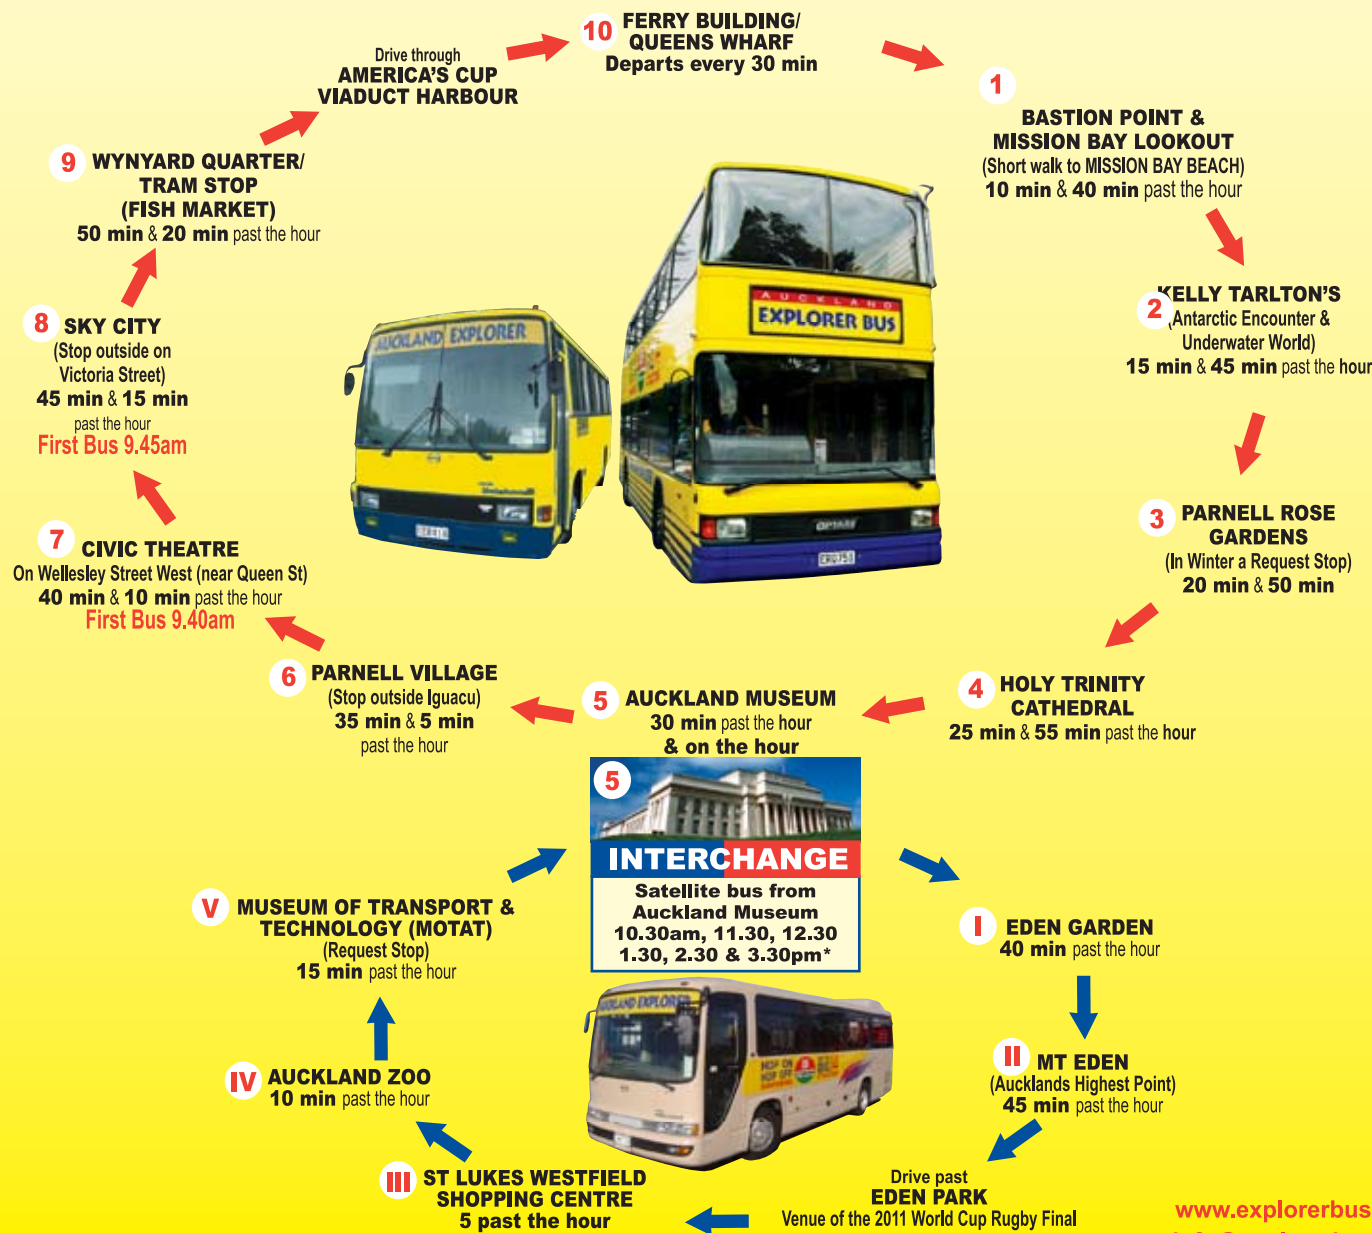 10 FERRY BUILDING/
QUEENS WHARF
Departs every 30 min
1
BASTION POINT &
MISSION BAY LOOKOUT
(Short walk to MISSION BAY BEACH)
10 min & 40 min past the hour
2 KELLY TARLTON'S
(Antarctic Encounter &
Underwater World)
15 min & 45 min past the hour
3 PARNELL ROSE
GARDENS
(In Winter a Request Stop)
20 min & 50 min
4 HOLY TRINITY
CATHEDRAL
25 min & 55 min past the hour
5 AUCKLAND MUSEUM
30 min past the hour
& on the hour
6 PARNELL VILLAGE
(Stop outside Iguacu)
35 min & 5 min
past the hour
7 CIVIC THEATRE
On Wellesley Street West (near Queen St)
40 min & 10 min past the hour
First Bus 9.40am
8 SKY CITY
(Stop outside on
Victoria Street)
45 min & 15 min
past the hour
First Bus 9.45am
9 WYNYARD QUARTER/
TRAM STOP
(FISH MARKET)
50 min & 20 min past the hour
Drive through
AMERICA'S CUP
VIADUCT HARBOUR
AUCKLAND EXPLORER
AUCKLAND
EXPLORER BUS
OPTARE
5
INTERCHANGE
Satellite bus from
Auckland Museum
10.30am, 11.30, 12.30
1.30, 2.30 & 3.30pm*
I EDEN GARDEN
40 min past the hour
II MT EDEN
(Aucklands Highest Point)
45 min past the hour
Drive past
EDEN PARK
Venue of the 2011 World Cup Rugby Final
III ST LUKES WESTFIELD
SHOPPING CENTRE
5 past the hour
IV AUCKLAND ZOO
10 min past the hour
V MUSEUM OF TRANSPORT &
TECHNOLOGY (MOTAT)
(Request Stop)
15 min past the hour
AUCKLAND EXPLORER
HOP ON
HOP OFF
www.explorerbus